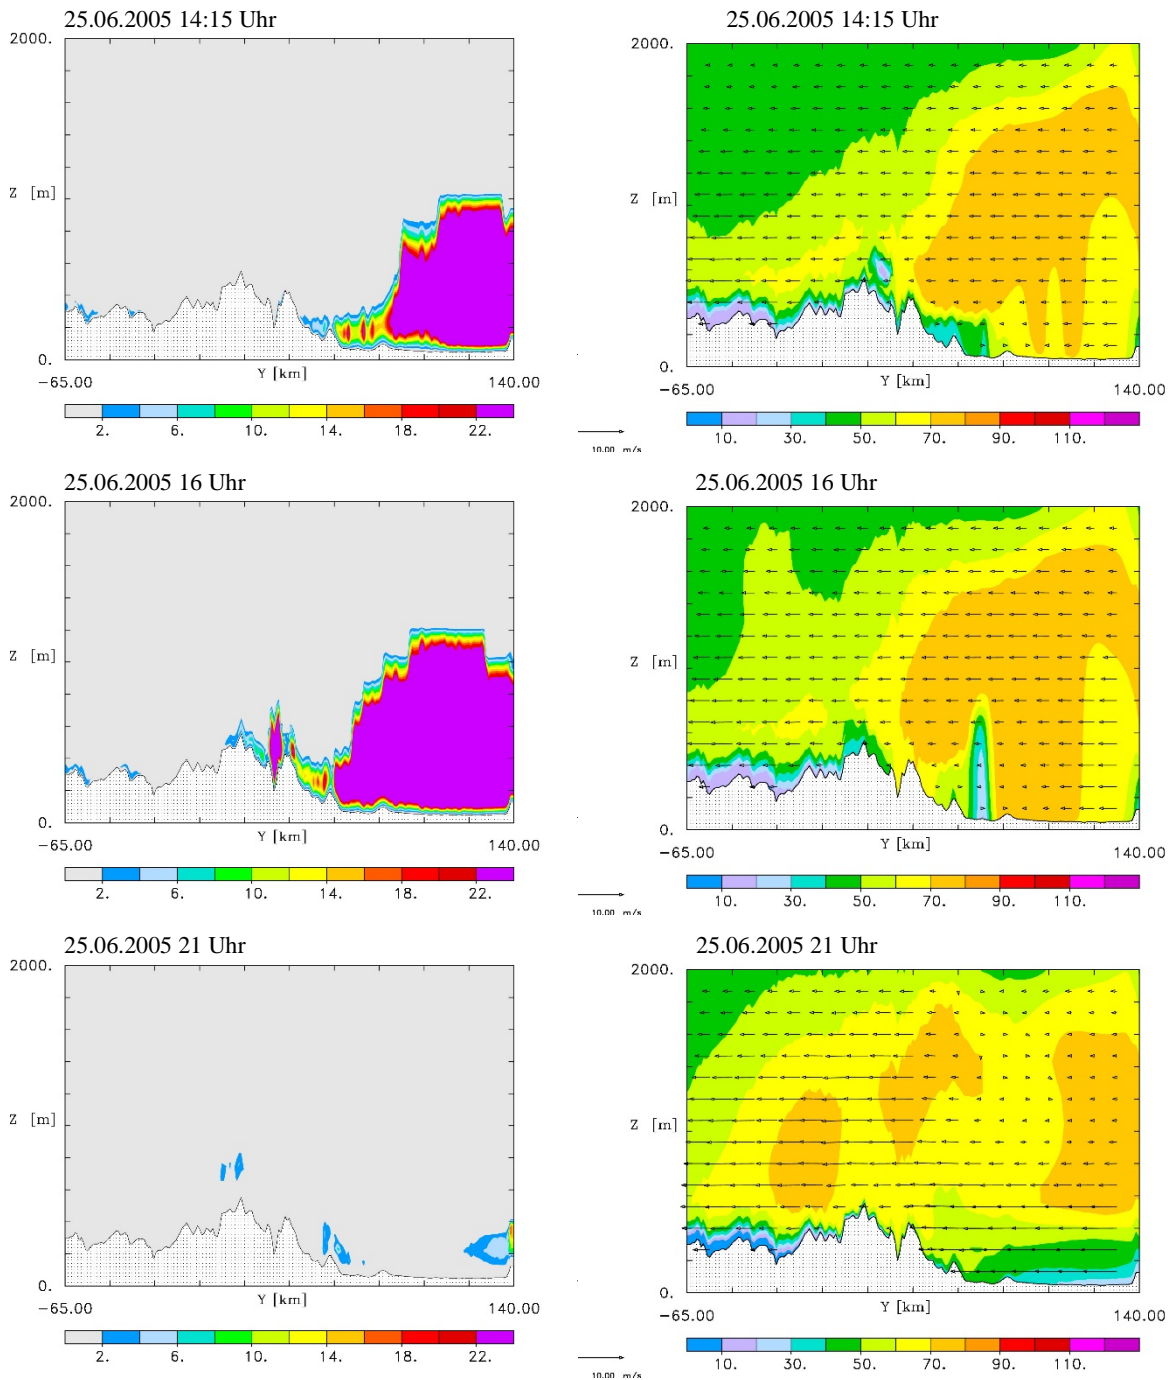 25.06.2005 14:15 Uhr
2000.
Z [m]
0.
-65.00
Y [km]
140.00
2. 6. 10. 14. 18. 22.
25.06.2005 14:15 Uhr
2000.
Z [m]
0.
-65.00
Y [km]
140.00
10. 30. 50. 70. 90. 110.
10.00 m/s
25.06.2005 16 Uhr
2000.
Z [m]
0.
-65.00
Y [km]
140.00
2. 6. 10. 14. 18. 22.
25.06.2005 16 Uhr
2000.
Z [m]
0.
-65.00
Y [km]
140.00
10. 30. 50. 70. 90. 110.
10.00 m/s
25.06.2005 21 Uhr
2000.
Z [m]
0.
-65.00
Y [km]
140.00
2. 6. 10. 14. 18. 22.
25.06.2005 21 Uhr
2000.
Z [m]
0.
-65.00
Y [km]
140.00
10. 30. 50. 70. 90. 110.
10.00 m/s